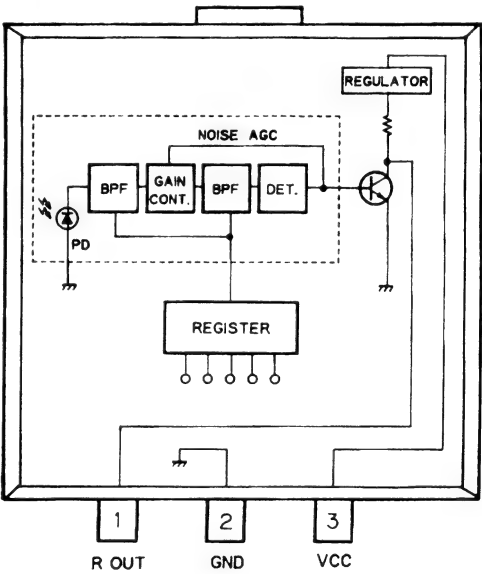 REGULATOR
NOISE AGC
BPF
GAIN
CONT.
BPF
DET.
PD
REGISTER
1 2 3
R OUT GND VCC